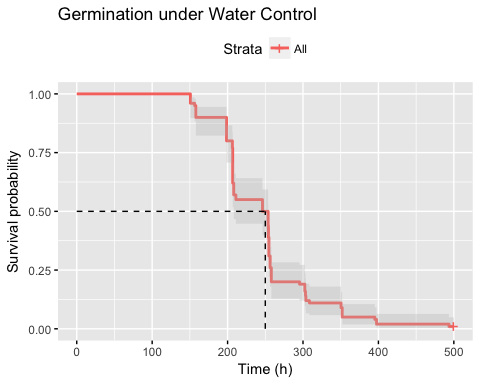 Germination under Water Control
Strata All
1.00
0.75
0.50
0.25
0.00
Survival probability
0 100 200 300 400 500
Time (h)